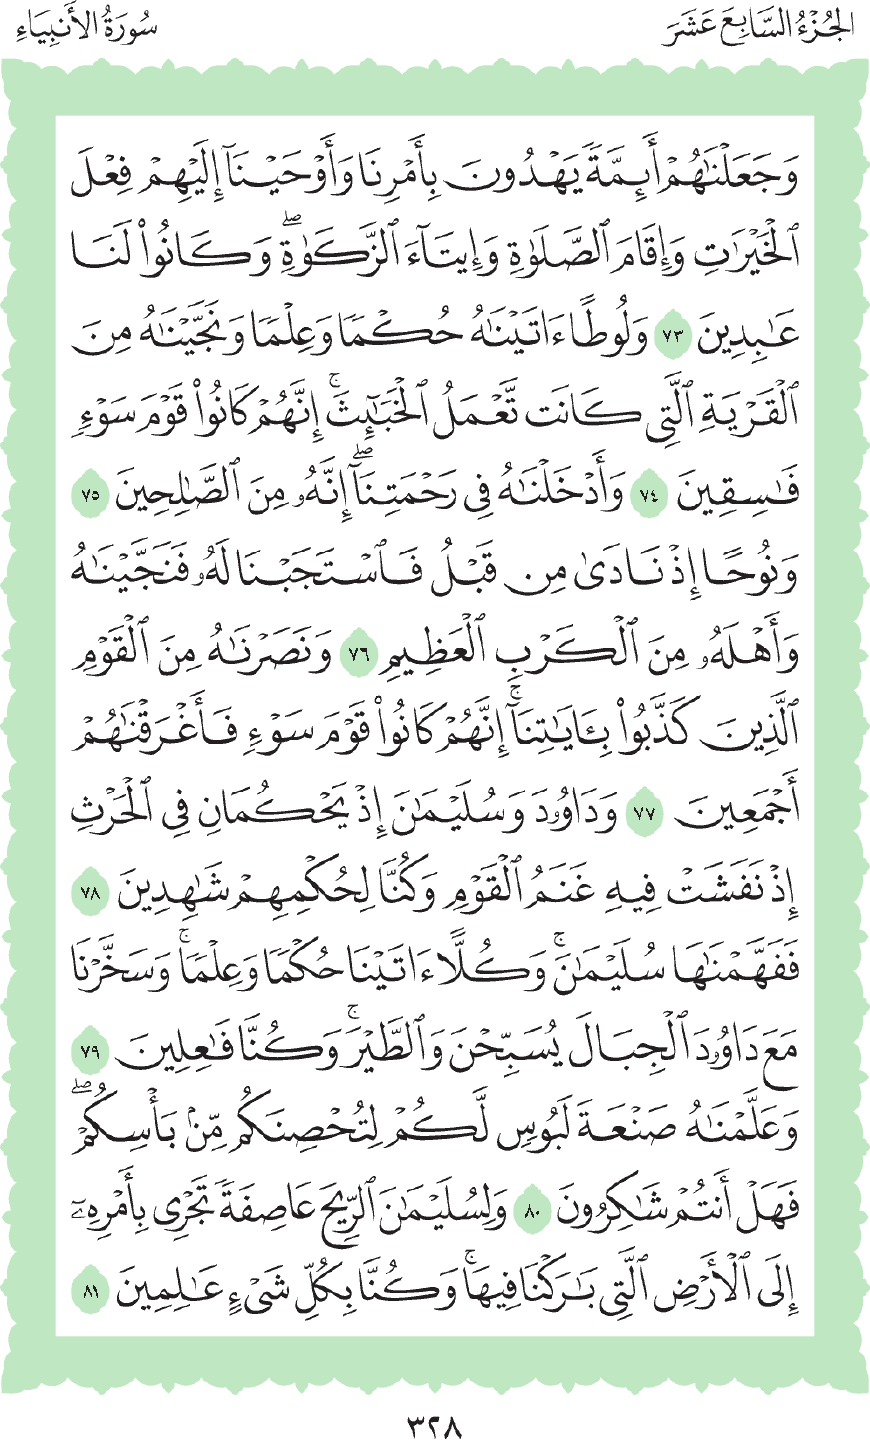 الجُزْءُ السَّابِعَ عَشَرَ
سُورَةُ الأَنبِيَاءِ
وَجَعَلْنَٰهُمْ أَئِمَّةً يَهْدُونَ بِأَمْرِنَا وَأَوْحَيْنَآ إِلَيْهِمْ فِعْلَ
ٱلْخَيْرَٰتِ وَإِقَامَ ٱلصَّلَوٰةِ وَإِيتَآءَ ٱلزَّكَوٰةِۖ وَكَانُوا۟ لَنَا
عَٰبِدِينَ ٧٣ وَلُوطًا ءَاتَيْنَٰهُ حُكْمًا وَعِلْمًا وَنَجَّيْنَٰهُ مِنَ
ٱلْقَرْيَةِ ٱلَّتِى كَانَت تَّعْمَلُ ٱلْخَبَٰٓئِثَۚ إِنَّهُمْ كَانُوا۟ قَوْمَ سَوْءٍ
فَٰسِقِينَ ٧٤ وَأَدْخَلْنَٰهُ فِى رَحْمَتِنَآۖ إِنَّهُۥ مِنَ ٱلصَّٰلِحِينَ ٧٥
وَنُوحًا إِذْ نَادَىٰ مِن قَبْلُ فَٱسْتَجَبْنَا لَهُۥ فَنَجَّيْنَٰهُ
وَأَهْلَهُۥ مِنَ ٱلْكَرْبِ ٱلْعَظِيمِ ٧٦ وَنَصَرْنَٰهُ مِنَ ٱلْقَوْمِ
ٱلَّذِينَ كَذَّبُوا۟ بِـَٔايَٰتِنَآۚ إِنَّهُمْ كَانُوا۟ قَوْمَ سَوْءٍ فَأَغْرَقْنَٰهُمْ
أَجْمَعِينَ ٧٧ وَدَاوُۥدَ وَسُلَيْمَٰنَ إِذْ يَحْكُمَانِ فِى ٱلْحَرْثِ
إِذْ نَفَشَتْ فِيهِ غَنَمُ ٱلْقَوْمِ وَكُنَّا لِحُكْمِهِمْ شَٰهِدِينَ ٧٨
فَفَهَّمْنَٰهَا سُلَيْمَٰنَۚ وَكُلًّا ءَاتَيْنَا حُكْمًا وَعِلْمًاۚ وَسَخَّرْنَا
مَعَ دَاوُۥدَ ٱلْجِبَالَ يُسَبِّحْنَ وَٱلطَّيْرَۚ وَكُنَّا فَٰعِلِينَ ٧٩
وَعَلَّمْنَٰهُ صَنْعَةَ لَبُوسٍ لَّكُمْ لِتُحْصِنَكُم مِّنۢ بَأْسِكُمْۖ
فَهَلْ أَنتُمْ شَٰكِرُونَ ٨٠ وَلِسُلَيْمَٰنَ ٱلرِّيحَ عَاصِفَةً تَجْرِى بِأَمْرِهِۦٓ
إِلَى ٱلْأَرْضِ ٱلَّتِى بَٰرَكْنَا فِيهَاۚ وَكُنَّا بِكُلِّ شَىْءٍ عَٰلِمِينَ ٨١
٣٢٨